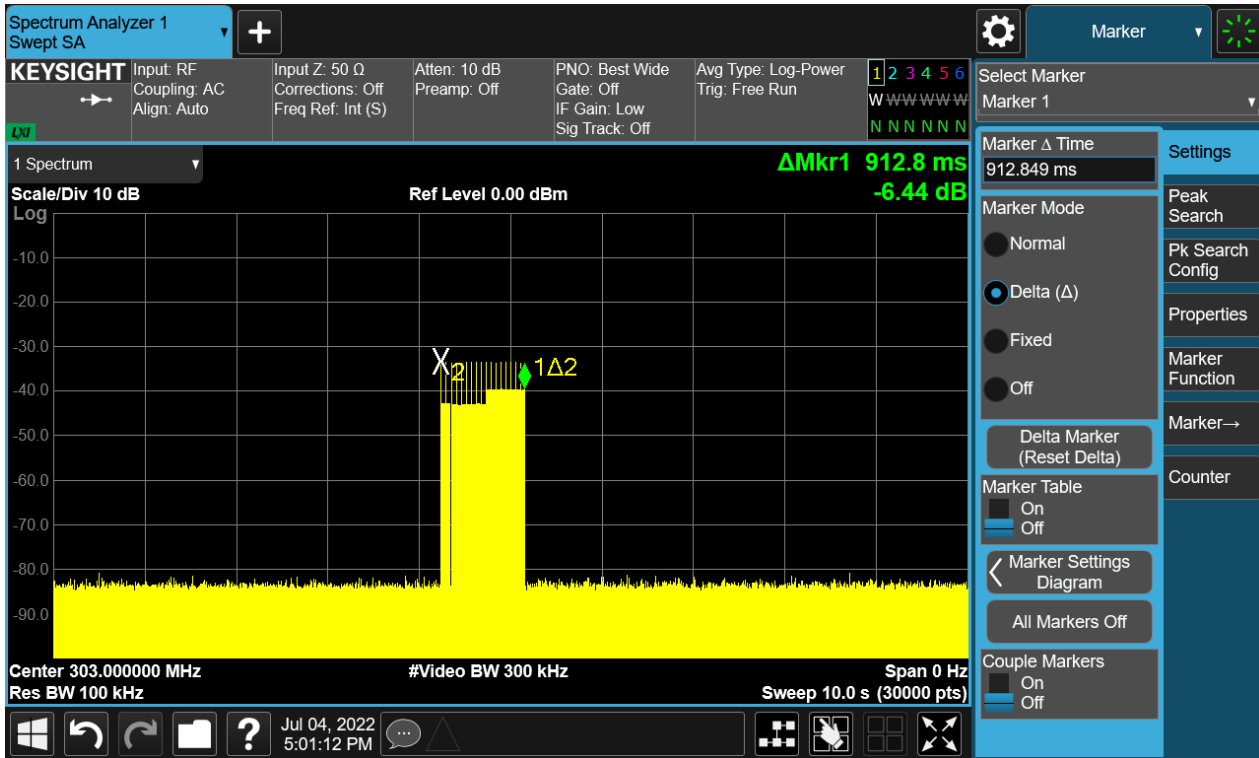 Spectrum Analyzer 1
Swept SA
+
Marker
KEYSIGHT
LXI
Input: RF
Coupling: AC
Align: Auto
Input Z: 50 Ω
Corrections: Off
Freq Ref: Int (S)
Atten: 10 dB
Preamp: Off
PNO: Best Wide
Gate: Off
IF Gain: Low
Sig Track: Off
Avg Type: Log-Power
Trig: Free Run
1 2 3 4 5 6
W W W W W W
N N N N N N
Select Marker
Marker 1
1 Spectrum
ΔMkr1 912.8 ms
-6.44 dB
Scale/Div 10 dB
Ref Level 0.00 dBm
Log
-10.0
-20.0
-30.0
-40.0
-50.0
-60.0
-70.0
-80.0
-90.0
X2
1Δ2
Center 303.000000 MHz
#Video BW 300 kHz
Span 0 Hz
Res BW 100 kHz
Sweep 10.0 s (30000 pts)
Marker Δ Time
912.849 ms
Marker Mode
Normal
Delta (Δ)
Fixed
Off
Delta Marker
(Reset Delta)
Marker Table
On
Off
Marker Settings
Diagram
All Markers Off
Couple Markers
On
Off
Settings
Peak
Search
Pk Search
Config
Properties
Marker
Function
Marker→
Counter
?
Jul 04, 2022
5:01:12 PM